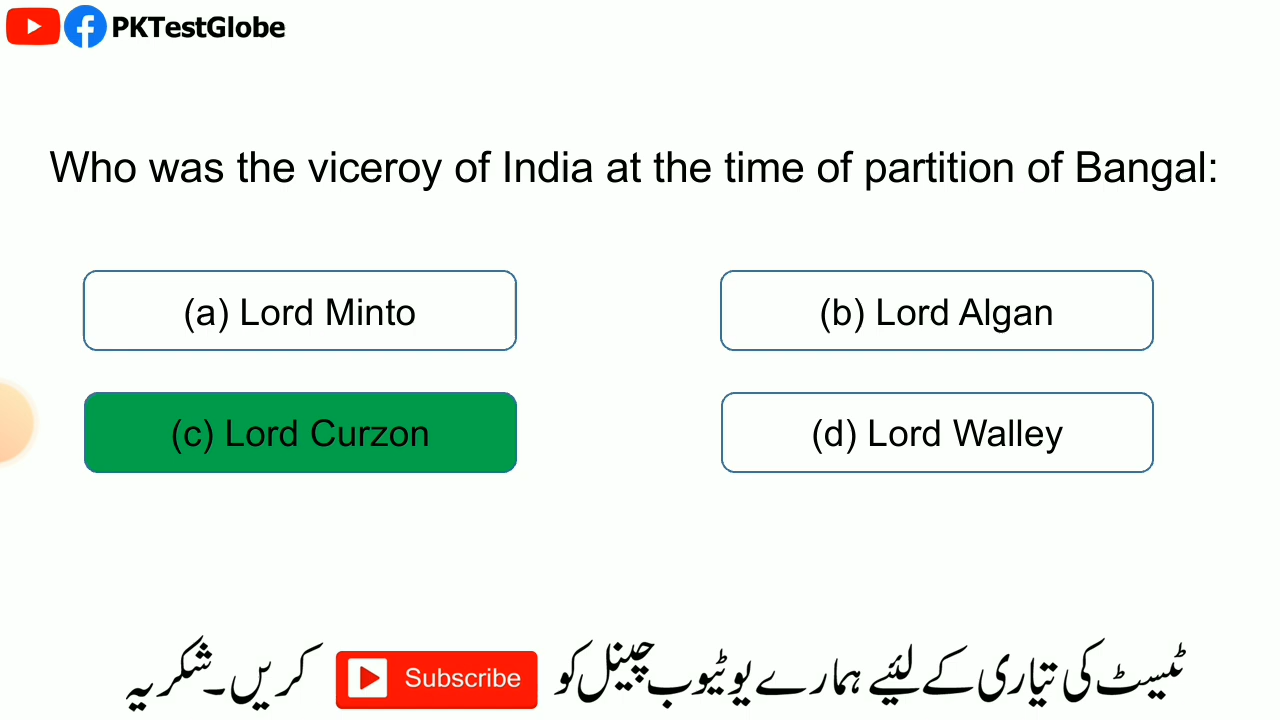 PKTestGlobe
Who was the viceroy of India at the time of partition of Bangal:
(a) Lord Minto
(b) Lord Algan
(c) Lord Curzon
(d) Lord Walley
ٹیسٹ کی تیاری کے لئیے ہمارے یوٹیوب چینل کو Subscribe کریں۔شکریہ